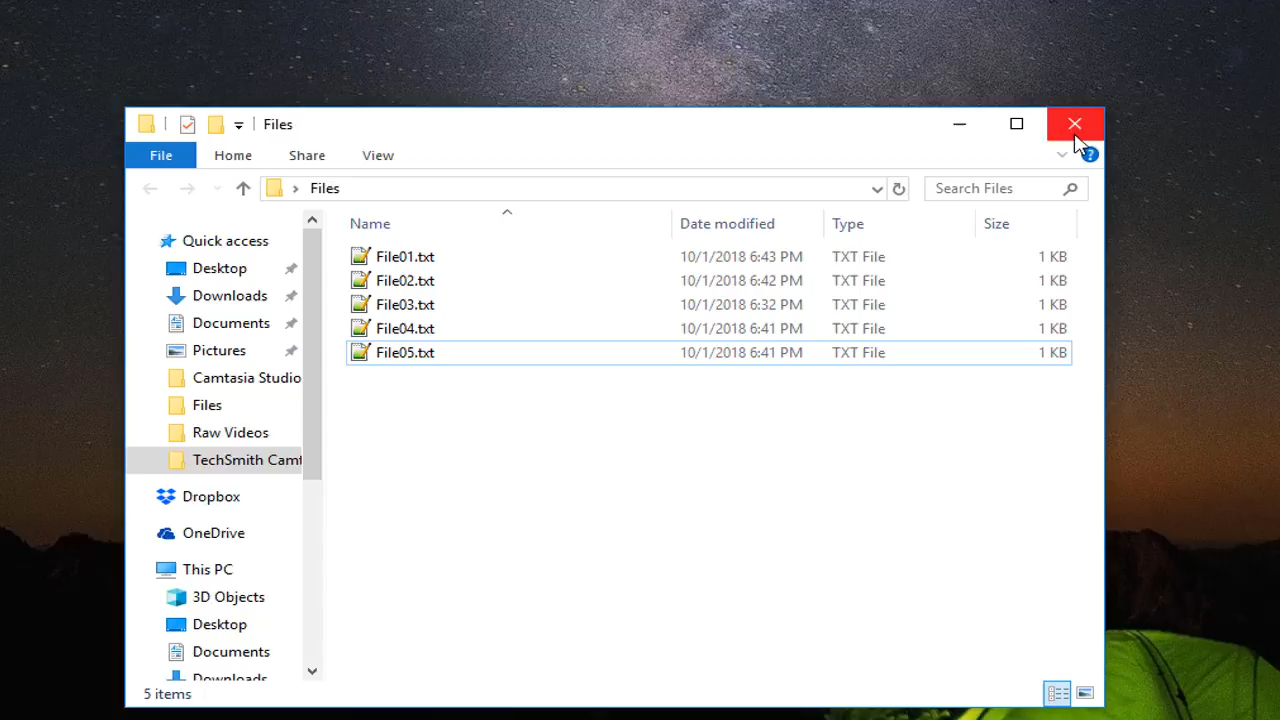 Files
File Home Share View
Files
Search Files
Name Date modified Type Size
Quick access
Desktop
Downloads
Documents
Pictures
Camtasia Studio
Files
Raw Videos
TechSmith Camt
Dropbox
OneDrive
This PC
3D Objects
Desktop
Documents
Downloads
File01.txt 10/1/2018 6:43 PM TXT File 1 KB
File02.txt 10/1/2018 6:42 PM TXT File 1 KB
File03.txt 10/1/2018 6:32 PM TXT File 1 KB
File04.txt 10/1/2018 6:41 PM TXT File 1 KB
File05.txt 10/1/2018 6:41 PM TXT File 1 KB
5 items